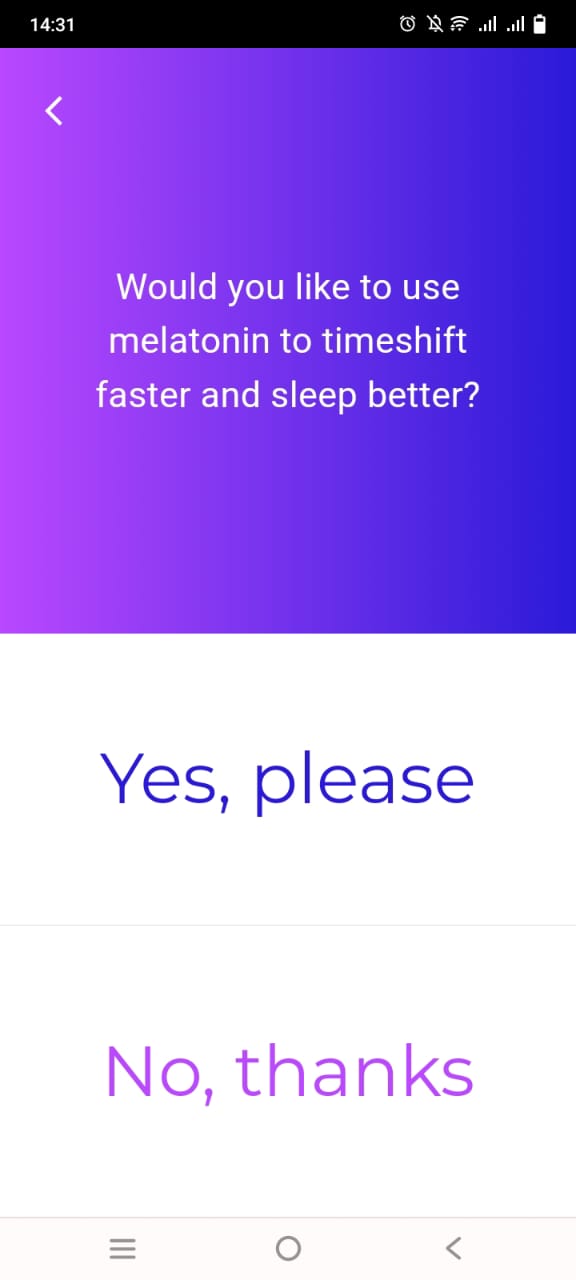 14:31
Would you like to use
melatonin to timeshift
faster and sleep better?
Yes, please
No, thanks